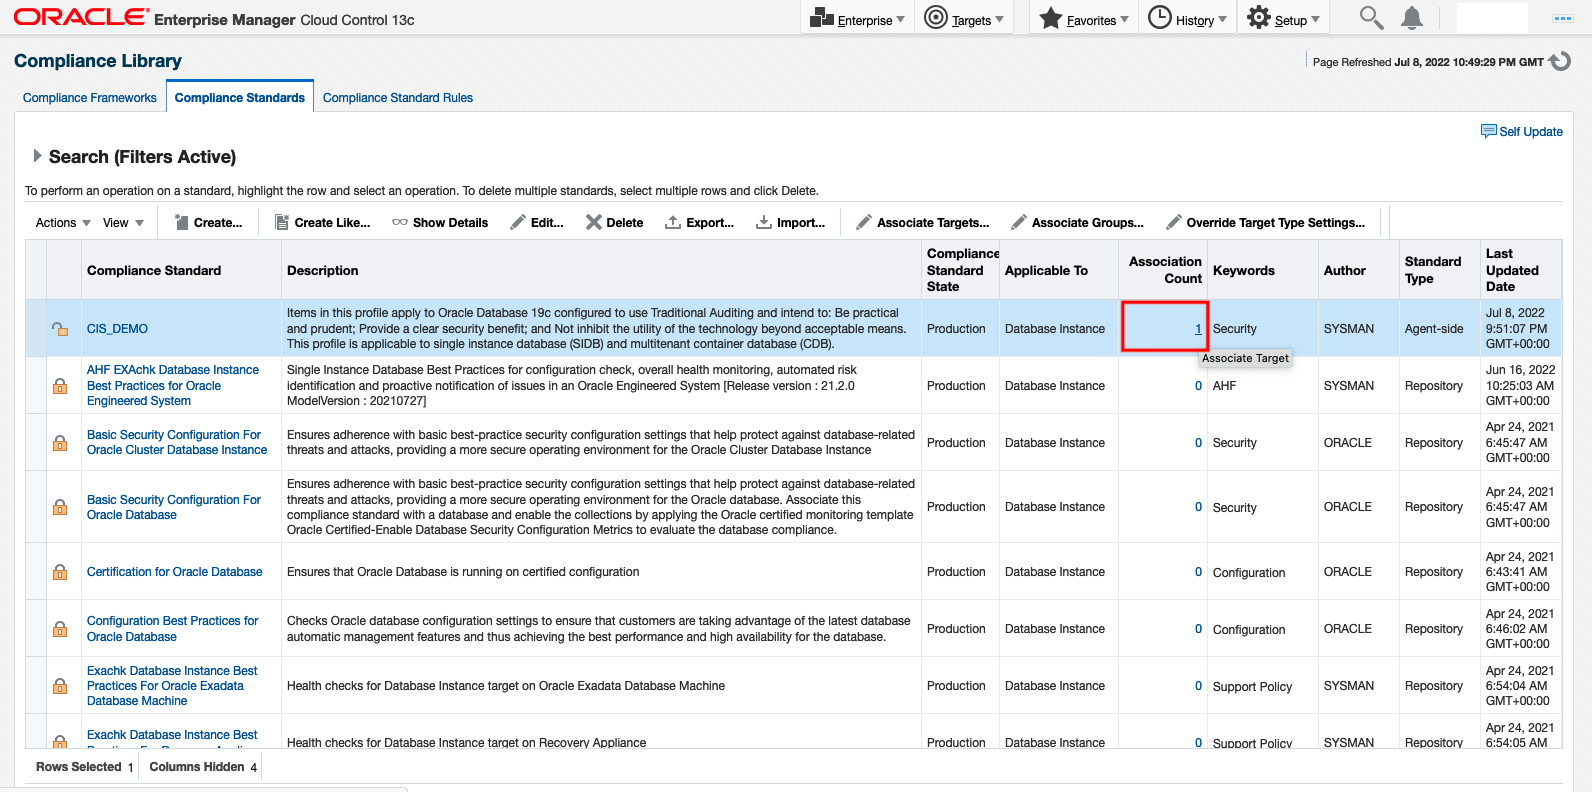 ORACLE® Enterprise Manager Cloud Control 13c
Enterprise
Targets
Favorites
History
Setup
Compliance Library
Page Refreshed Jul 8, 2022 10:49:29 PM GMT
Compliance Frameworks
Compliance Standards
Compliance Standard Rules
Self Update
Search (Filters Active)
To perform an operation on a standard, highlight the row and select an operation. To delete multiple standards, select multiple rows and click Delete.
Actions
View
Create...
Create Like...
Show Details
Edit...
Delete
Export...
Import...
Associate Targets...
Associate Groups...
Override Target Type Settings...
Compliance Standard
Description
Compliance
Standard
State
Applicable To
Association
Count
Keywords
Author
Standard
Type
Last
Updated
Date
CIS_DEMO
Items in this profile apply to Oracle Database 19c configured to use Traditional Auditing and intend to: Be practical
and prudent; Provide a clear security benefit; and Not inhibit the utility of the technology beyond acceptable means.
This profile is applicable to single instance database (SIDB) and multitenant container database (CDB).
Production
Database Instance
1
Security
SYSMAN
Agent-side
Jul 8, 2022
9:51:07 PM
GMT+00:00
Associate Target
AHF EXAchk Database Instance
Best Practices for Oracle
Engineered System
Single Instance Database Best Practices for configuration check, overall health monitoring, automated risk
identification and proactive notification of issues in an Oracle Engineered System [Release version : 21.2.0
ModelVersion : 20210727]
Production
Database Instance
0
AHF
SYSMAN
Repository
Jun 16, 2022
10:25:03 AM
GMT+00:00
Basic Security Configuration For
Oracle Cluster Database Instance
Ensures adherence with basic best-practice security configuration settings that help protect against database-related
threats and attacks, providing a more secure operating environment for the Oracle Cluster Database Instance
Production
Database Instance
0
Security
ORACLE
Repository
Apr 24, 2021
6:45:47 AM
GMT+00:00
Basic Security Configuration For
Oracle Database
Ensures adherence with basic best-practice security configuration settings that help protect against database-related
threats and attacks, providing a more secure operating environment for the Oracle database. Associate this
compliance standard with a database and enable the collections by applying the Oracle certified monitoring template
Oracle Certified-Enable Database Security Configuration Metrics to evaluate the database compliance.
Production
Database Instance
0
Security
ORACLE
Repository
Apr 24, 2021
6:45:47 AM
GMT+00:00
Certification for Oracle Database
Ensures that Oracle Database is running on certified configuration
Production
Database Instance
0
Configuration
ORACLE
Repository
Apr 24, 2021
6:43:41 AM
GMT+00:00
Configuration Best Practices for
Oracle Database
Checks Oracle database configuration settings to ensure that customers are taking advantage of the latest database
automatic management features and thus achieving the best performance and high availability for the database.
Production
Database Instance
0
Configuration
ORACLE
Repository
Apr 24, 2021
6:46:02 AM
GMT+00:00
Exachk Database Instance Best
Practices For Oracle Exadata
Database Machine
Health checks for Database Instance target on Oracle Exadata Database Machine
Production
Database Instance
0
Support Policy
SYSMAN
Repository
Apr 24, 2021
6:54:04 AM
GMT+00:00
Exachk Database Instance Best
Health checks for Database Instance target on Recovery Appliance
Production
Database Instance
0
Support Policy
SYSMAN
Repository
Apr 24, 2021
6:54:05 AM
Rows Selected 1
Columns Hidden 4